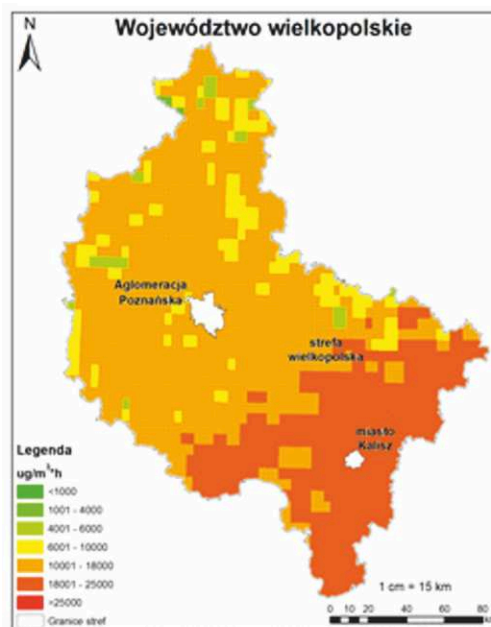 N
Województwo wielkopolskie
Aglomeracja
Poznańska
strefa
wielkopolska
miasto
Kalisz
Legenda
ug/m³*h
<1000
1001 - 4000
4001 - 6000
6001 - 10000
10001 - 18000
18001 - 25000
>25000
Granice stref
1 cm = 15 km
0 10 20 40 60 80